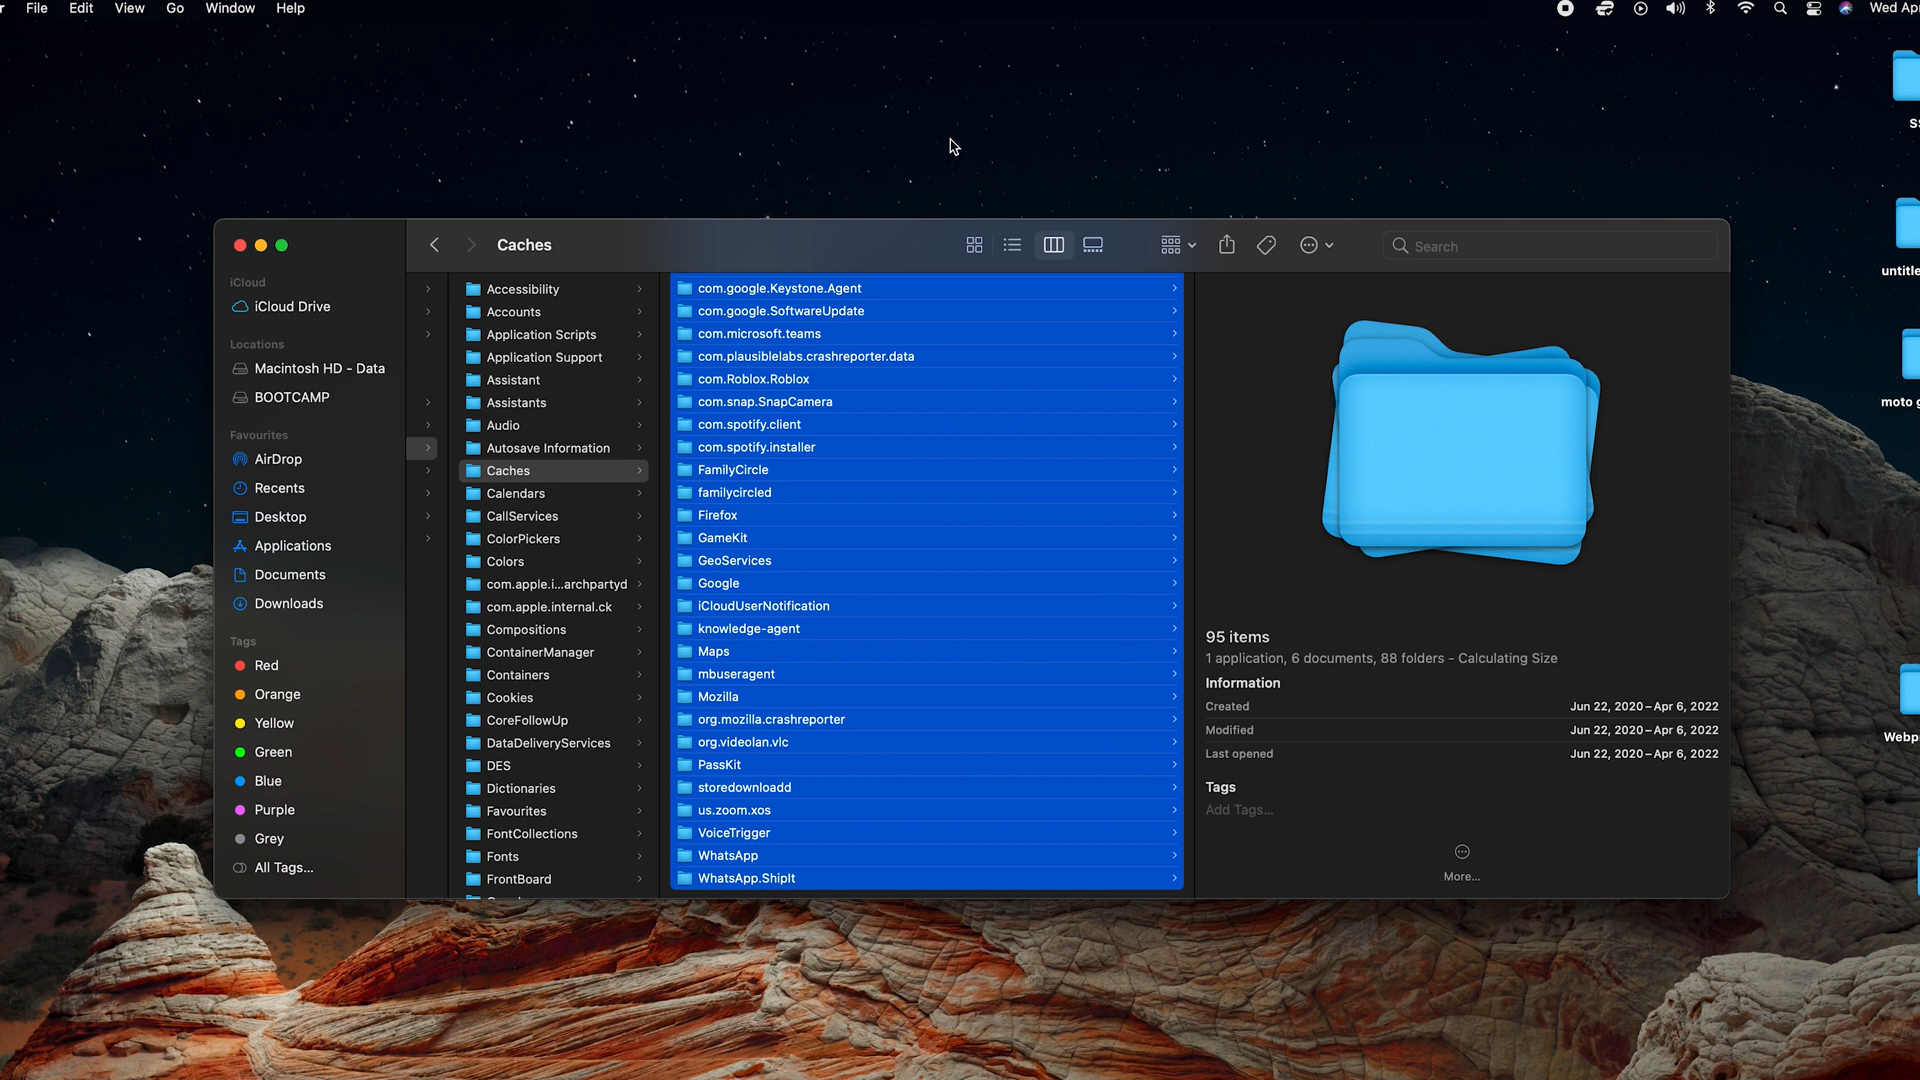 File Edit View Go Window Help
Wed Apr
Caches
Search
iCloud
iCloud Drive
Locations
Macintosh HD - Data
BOOTCAMP
Favourites
AirDrop
Recents
Desktop
Applications
Documents
Downloads
Tags
Red
Orange
Yellow
Green
Blue
Purple
Grey
All Tags...
Accessibility
Accounts
Application Scripts
Application Support
Assistant
Assistants
Audio
Autosave Information
Caches
Calendars
CallServices
ColorPickers
Colors
com.apple.i...archpartyd
com.apple.internal.ck
Compositions
ContainerManager
Containers
Cookies
CoreFollowUp
DataDeliveryServices
DES
Dictionaries
Favourites
FontCollections
Fonts
FrontBoard
com.google.Keystone.Agent
com.google.SoftwareUpdate
com.microsoft.teams
com.plausiblelabs.crashreporter.data
com.Roblox.Roblox
com.snap.SnapCamera
com.spotify.client
com.spotify.installer
FamilyCircle
familycircled
Firefox
GameKit
GeoServices
Google
iCloudUserNotification
knowledge-agent
Maps
mbuseragent
Mozilla
org.mozilla.crashreporter
org.videolan.vlc
PassKit
storedownloadd
us.zoom.xos
VoiceTrigger
WhatsApp
WhatsApp.ShipIt
95 items
1 application, 6 documents, 88 folders - Calculating Size
Information
Created Jun 22, 2020 – Apr 6, 2022
Modified Jun 22, 2020 – Apr 6, 2022
Last opened Jun 22, 2020 – Apr 6, 2022
Tags
Add Tags...
More...
untitle
moto g
Webp